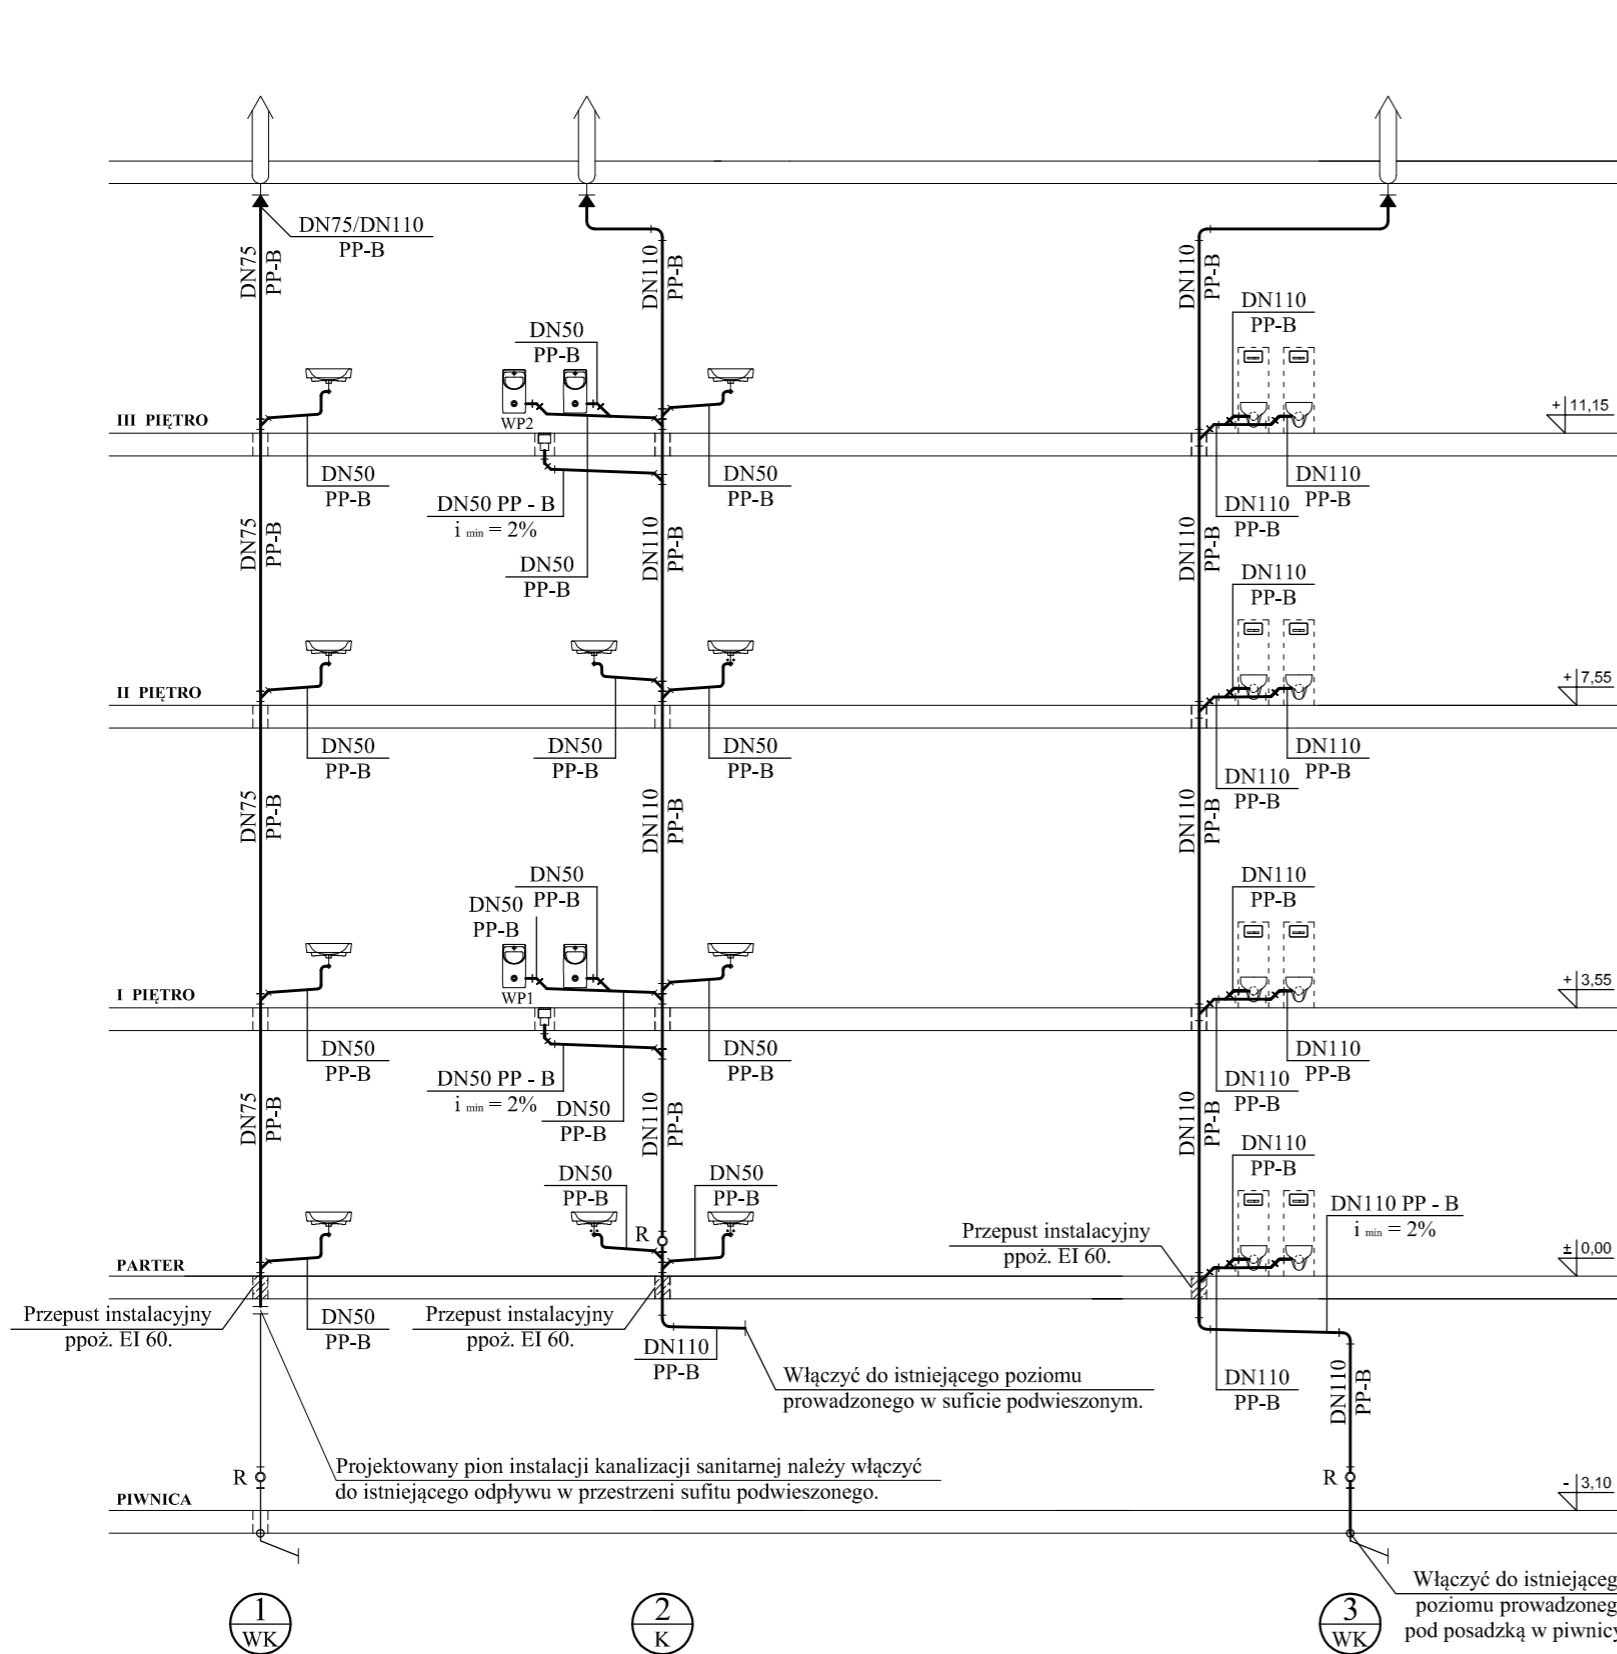 DN75/DN110
PP-B
DN75
PP-B
DN110
PP-B
DN110
PP-B
DN110
PP-B
DN50
PP-B
WP2
III PIĘTRO
+ 11,15
DN50
PP-B
DN50 PP - B
i min = 2%
DN50
PP-B
DN50
PP-B
DN110
PP-B
DN110
PP-B
DN75
PP-B
DN110
PP-B
DN110
PP-B
DN110
PP-B
II PIĘTRO
+ 7,55
DN50
PP-B
DN50
PP-B
DN50
PP-B
DN110
PP-B
DN110
PP-B
DN75
PP-B
DN110
PP-B
DN110
PP-B
DN50
PP-B
DN50
PP-B
DN110
PP-B
WP1
I PIĘTRO
+ 3,55
DN50
PP-B
DN50 PP - B
i min = 2%
DN50
PP-B
DN50
PP-B
DN110
PP-B
DN110
PP-B
DN75
PP-B
DN110
PP-B
DN110
PP-B
DN50
PP-B
DN50
PP-B
DN110
PP-B
DN110 PP - B
i min = 2%
R
Przepust instalacyjny
ppoż. EI 60.
PARTER
± 0,00
Przepust instalacyjny
ppoż. EI 60.
DN50
PP-B
Przepust instalacyjny
ppoż. EI 60.
DN110
PP-B
Włączyć do istniejącego poziomu
prowadzonego w suficie podwieszonym.
DN110
PP-B
DN110
PP-B
Projektowany pion instalacji kanalizacji sanitarnej należy włączyć
do istniejącego odpływu w przestrzeni sufitu podwieszonego.
R
R
PIWNICA
- 3,10
1
WK
2
K
3
WK
Włączyć do istniejąceg
poziomu prowadzoneg
pod posadzką w piwnicy